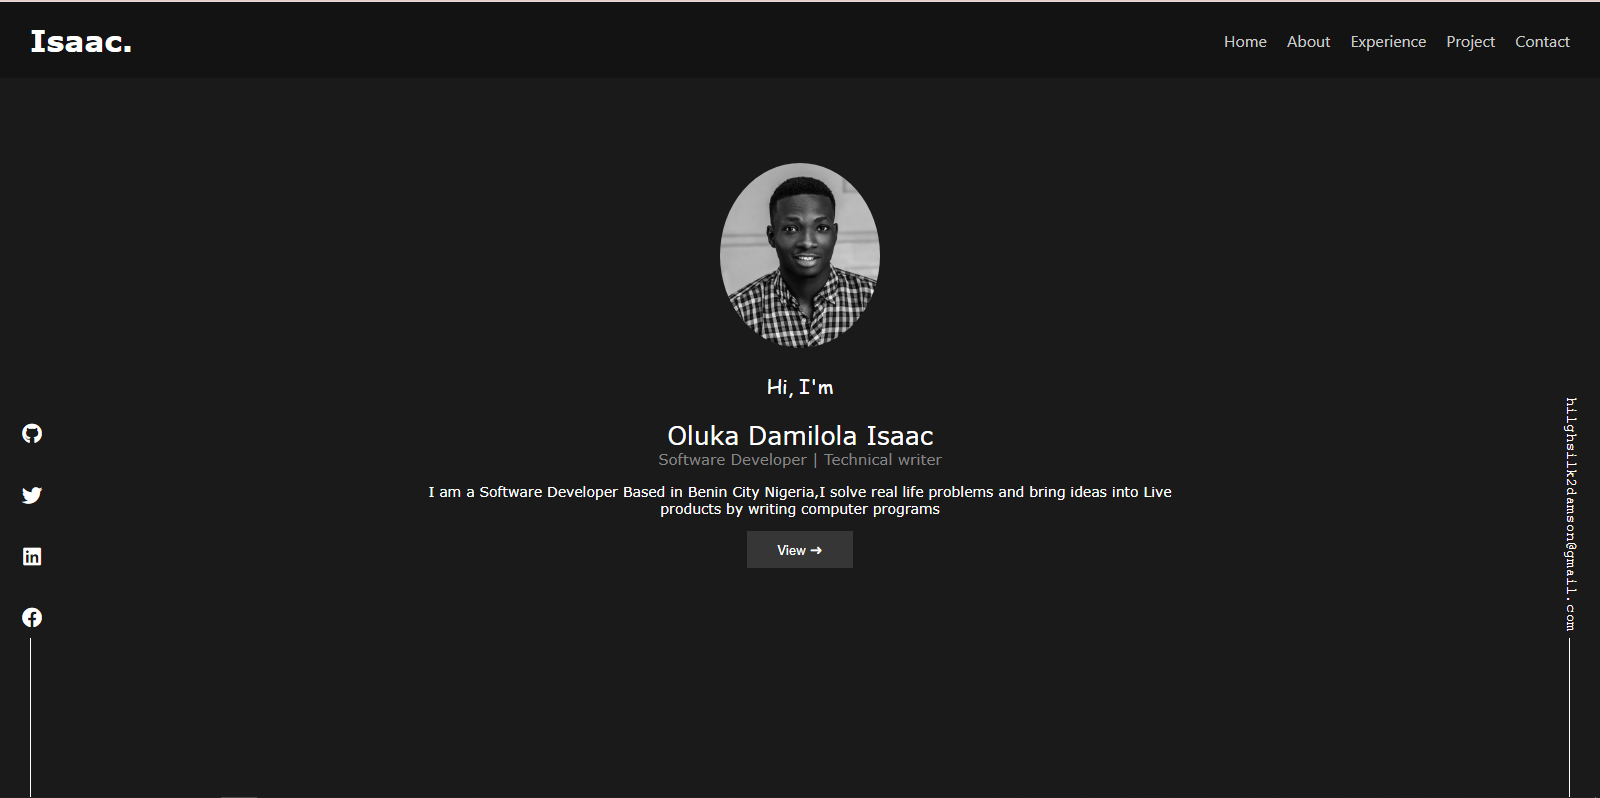 Isaac.
Home About Experience Project Contact
Hi, I'm
Oluka Damilola Isaac
Software Developer | Technical writer
I am a Software Developer Based in Benin City Nigeria,I solve real life problems and bring ideas into Live
products by writing computer programs
View →
hilghsilk2damson@gmail.com